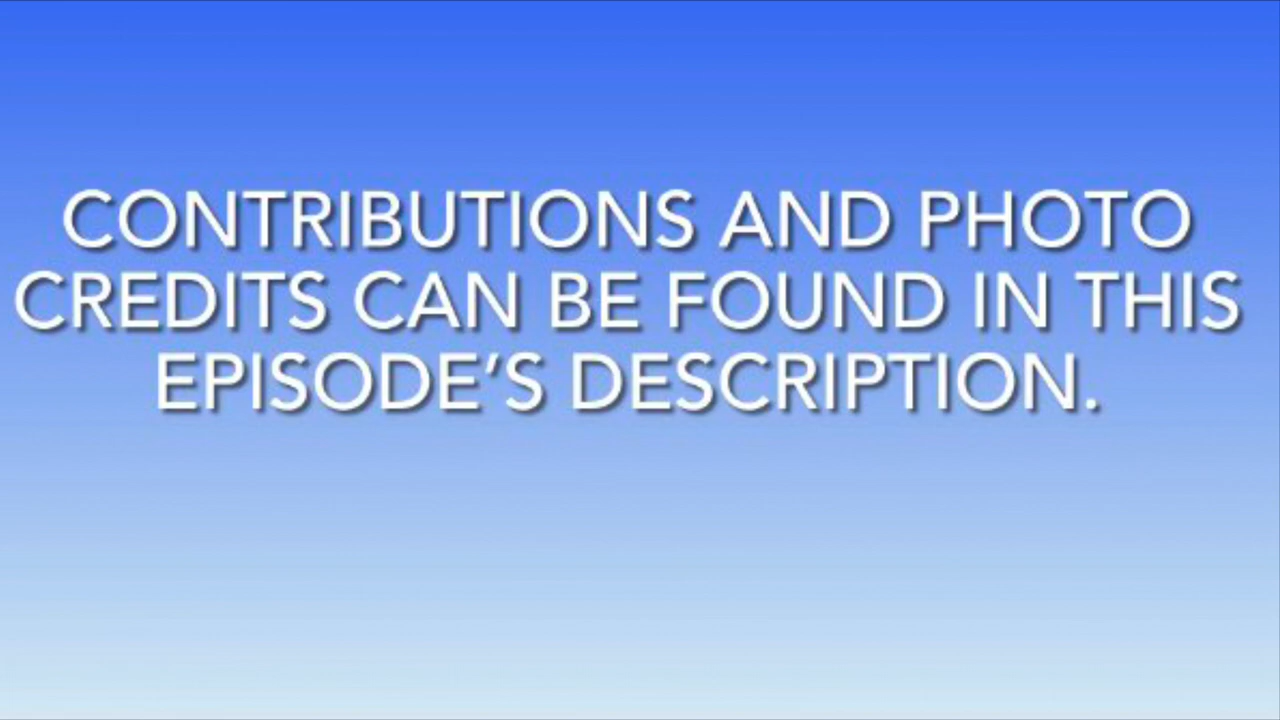 CONTRIBUTIONS AND PHOTO
CREDITS CAN BE FOUND IN THIS
EPISODE’S DESCRIPTION.